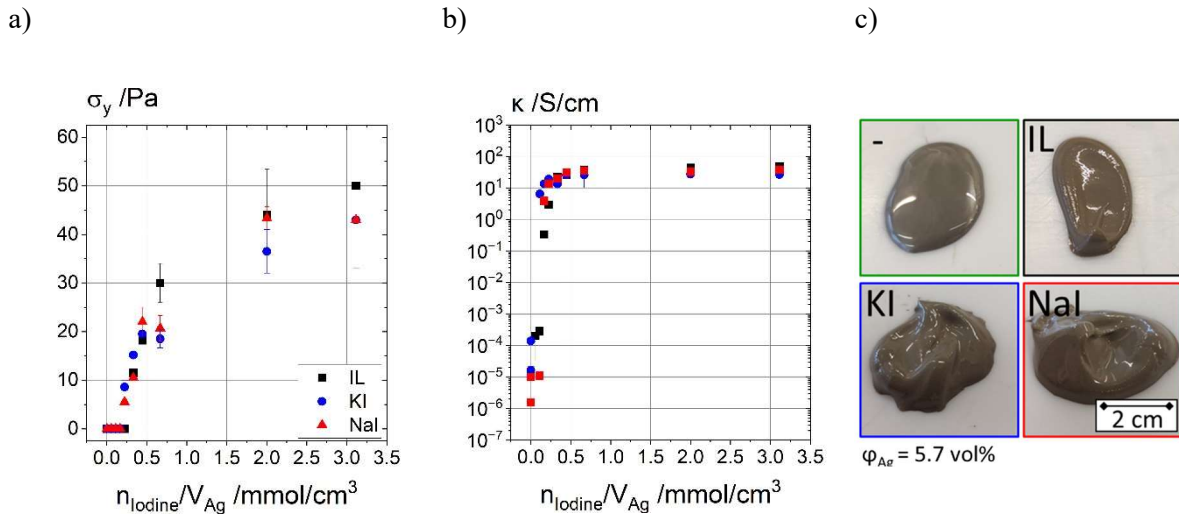 a)
σy /Pa
60
50
40
30
20
10
0
0.0 0.5 1.0 1.5 2.0 2.5 3.0 3.5
nIodine/VAg /mmol/cm³
IL
KI
NaI
b)
κ /S/cm
10³
10²
10¹
10⁰
10⁻¹
10⁻²
10⁻³
10⁻⁴
10⁻⁵
10⁻⁶
10⁻⁷
0.0 0.5 1.0 1.5 2.0 2.5 3.0 3.5
nIodine/VAg /mmol/cm³
c)
-
IL
KI
NaI
2 cm
φAg = 5.7 vol%